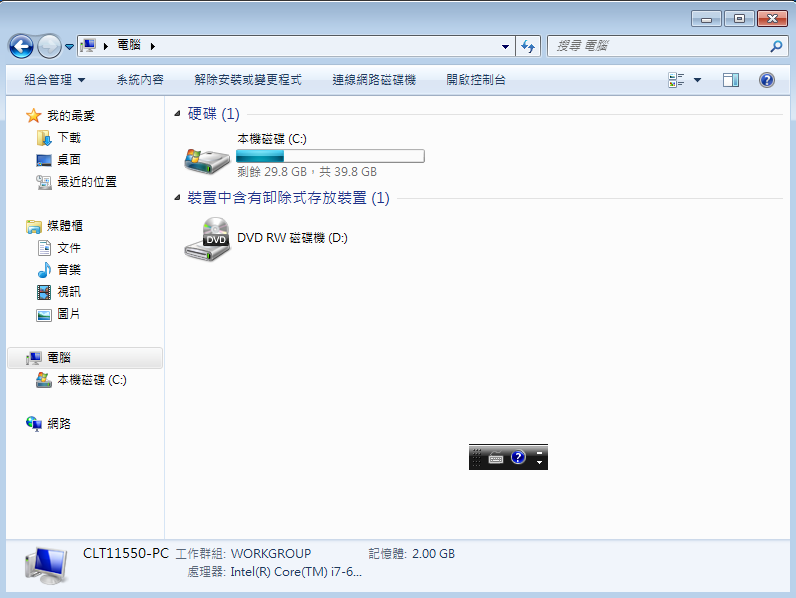 電腦
搜尋 電腦
組合管理 系統內容 解除安裝或變更程式 連線網路磁碟機 開啟控制台
我的最愛
下載
桌面
最近的位置
媒體櫃
文件
音樂
視訊
圖片
電腦
本機磁碟 (C:)
網路
硬碟 (1)
本機磁碟 (C:)
剩餘 29.8 GB，共 39.8 GB
裝置中含有卸除式存放裝置 (1)
DVD
DVD RW 磁碟機 (D:)
CLT11550-PC 工作群組: WORKGROUP 記憶體: 2.00 GB
處理器: Intel(R) Core(TM) i7-6...